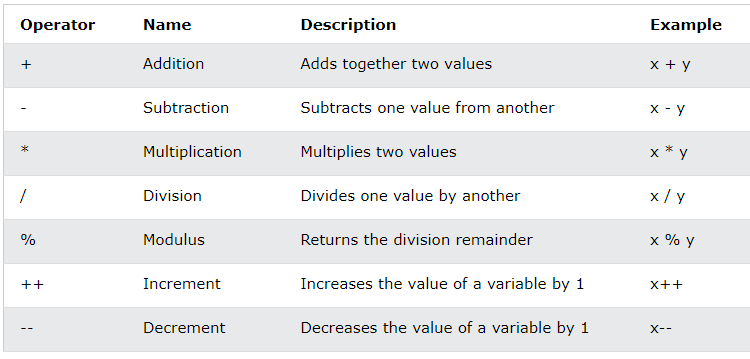 Operator Name Description Example
+ Addition Adds together two values x + y
- Subtraction Subtracts one value from another x - y
* Multiplication Multiplies two values x * y
/ Division Divides one value by another x / y
% Modulus Returns the division remainder x % y
++ Increment Increases the value of a variable by 1 x++
-- Decrement Decreases the value of a variable by 1 x--